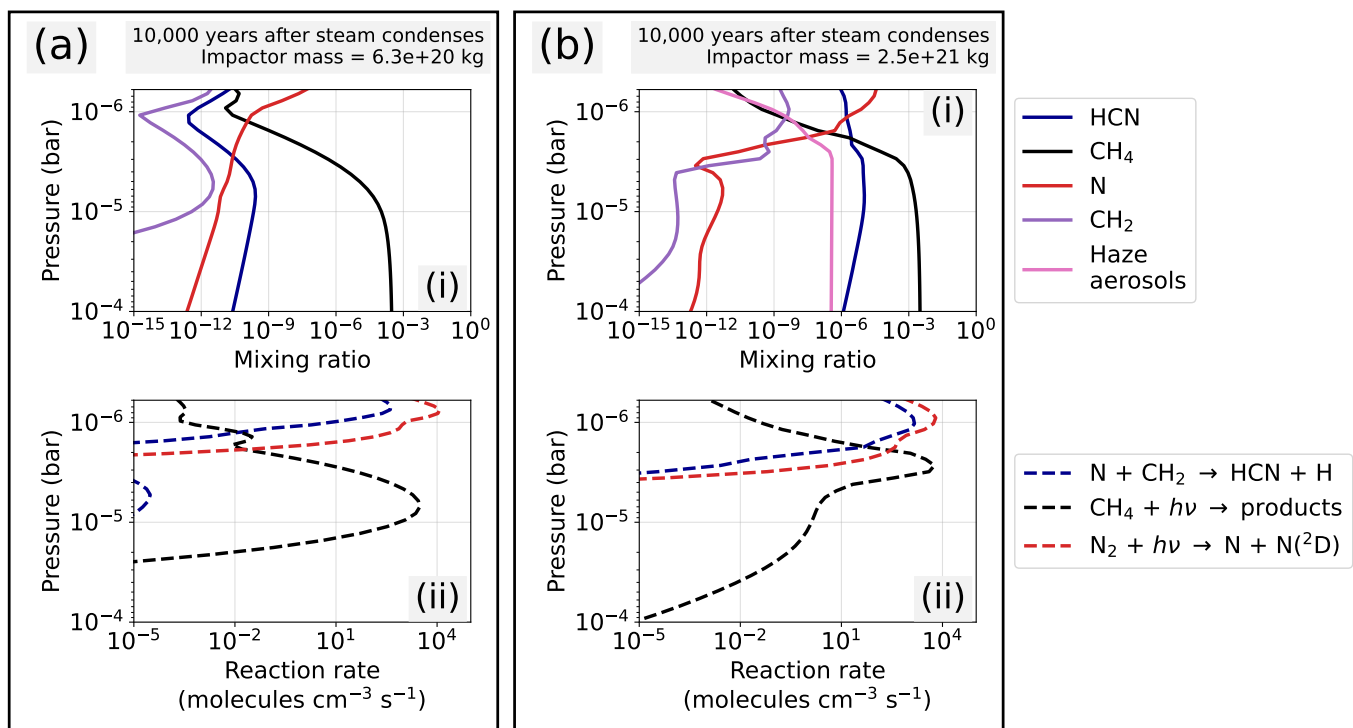 (a)
10,000 years after steam condenses
Impactor mass = 6.3e+20 kg
Pressure (bar)
10⁻⁶
10⁻⁵
10⁻⁴
(i)
10⁻¹⁵ 10⁻¹² 10⁻⁹ 10⁻⁶ 10⁻³ 10⁰
Mixing ratio
Pressure (bar)
10⁻⁶
10⁻⁵
10⁻⁴
(ii)
10⁻⁵ 10⁻² 10¹ 10⁴
Reaction rate
(molecules cm⁻³ s⁻¹)
(b)
10,000 years after steam condenses
Impactor mass = 2.5e+21 kg
Pressure (bar)
10⁻⁶
10⁻⁵
10⁻⁴
(i)
10⁻¹⁵ 10⁻¹² 10⁻⁹ 10⁻⁶ 10⁻³ 10⁰
Mixing ratio
Pressure (bar)
10⁻⁶
10⁻⁵
10⁻⁴
(ii)
10⁻⁵ 10⁻² 10¹ 10⁴
Reaction rate
(molecules cm⁻³ s⁻¹)
HCN
CH₄
N
CH₂
Haze
aerosols
N + CH₂ → HCN + H
CH₄ + hν → products
N₂ + hν → N + N(²D)